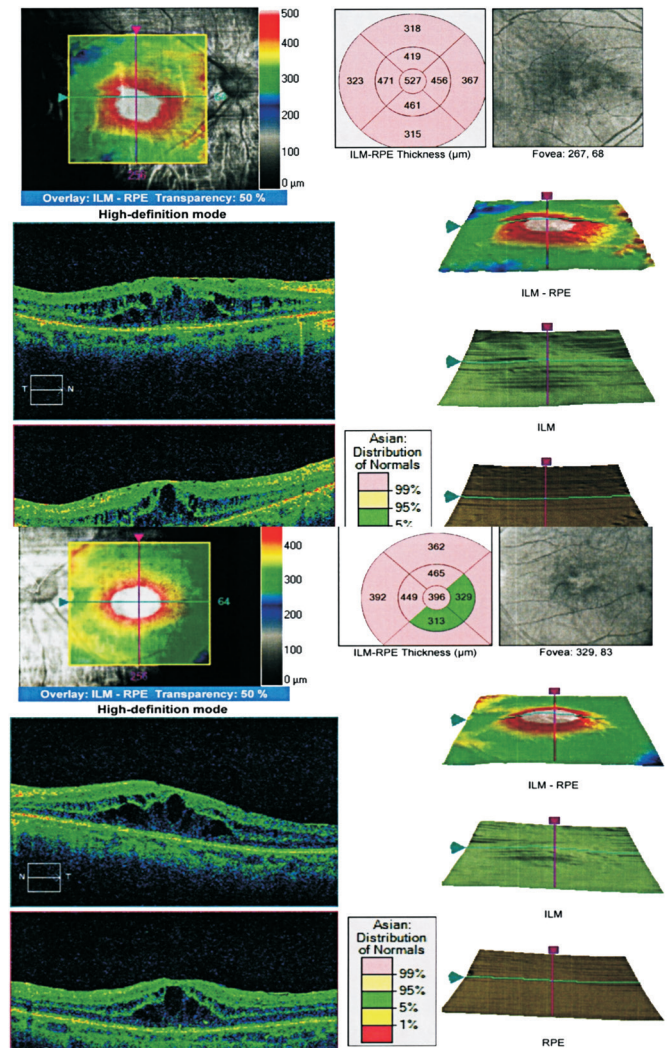 500
400
300
200
100
0 µm
256
Overlay: ILM - RPE Transparency: 50 %
High-definition mode
318
419
323
471
527
456
367
461
315
ILM-RPE Thickness (µm)
Fovea: 267, 68
ILM - RPE
T
N
ILM
Asian:
Distribution
of Normals
99%
95%
5%
400
300
200
100
0 µm
64
256
Overlay: ILM - RPE Transparency: 50 %
High-definition mode
362
465
392
449
396
329
313
ILM-RPE Thickness (µm)
Fovea: 329, 83
ILM - RPE
N
T
ILM
Asian:
Distribution
of Normals
99%
95%
5%
1%
RPE